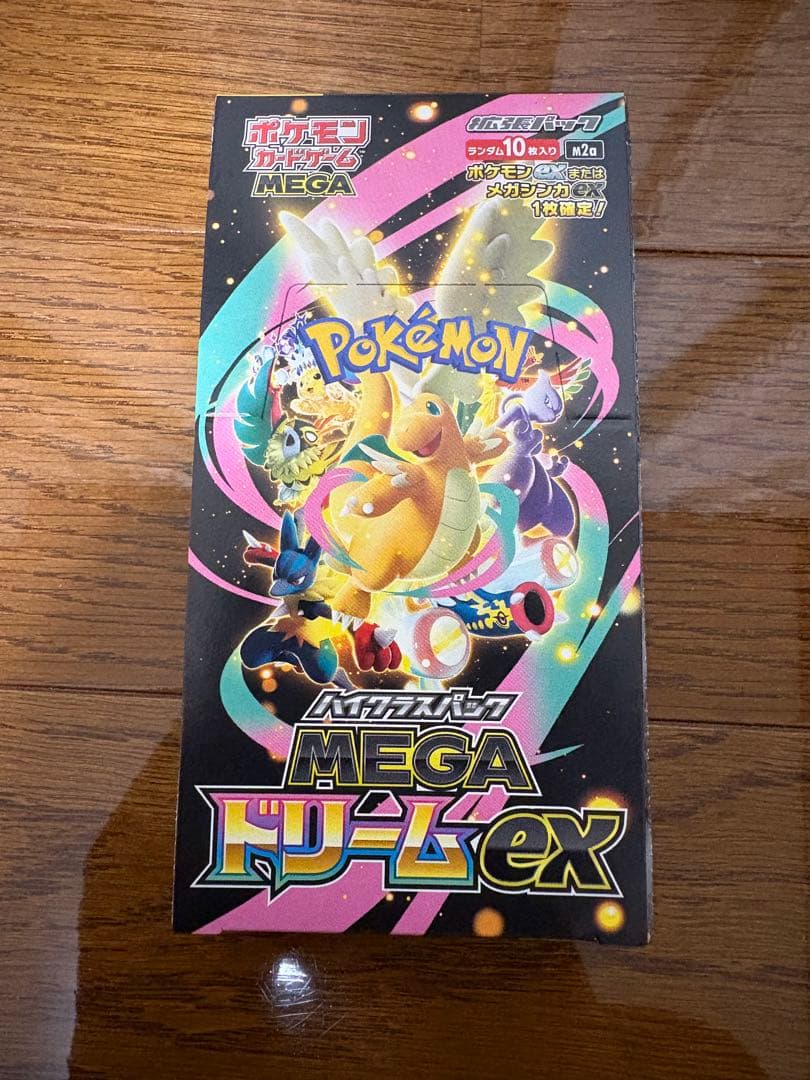 ポケモン
カードゲーム
MEGA
拡張パック
ランダム10枚入り M2a
ポケモンexまたは
メガシンカex
1枚確定!
POKéMON
TM
ハイクラスパック
MEGA
ドリームex